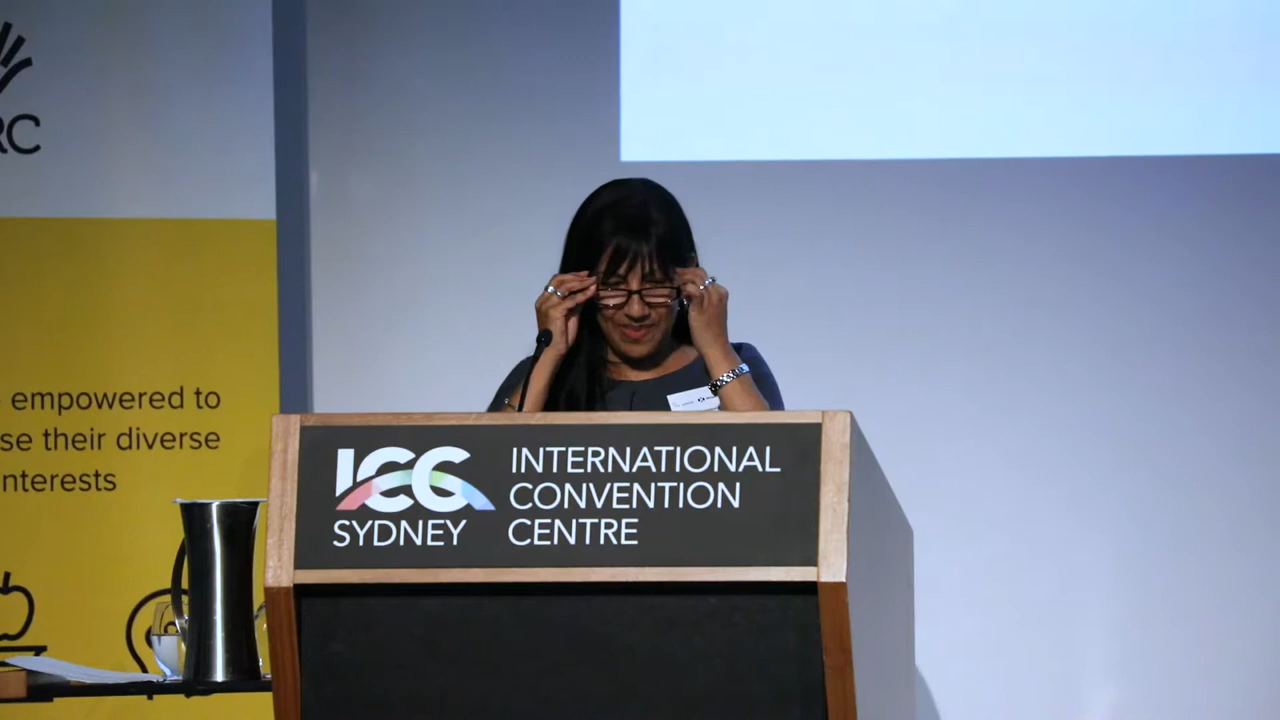 RC
empowered to
se their diverse
nterests
ICC
SYDNEY
INTERNATIONAL
CONVENTION
CENTRE